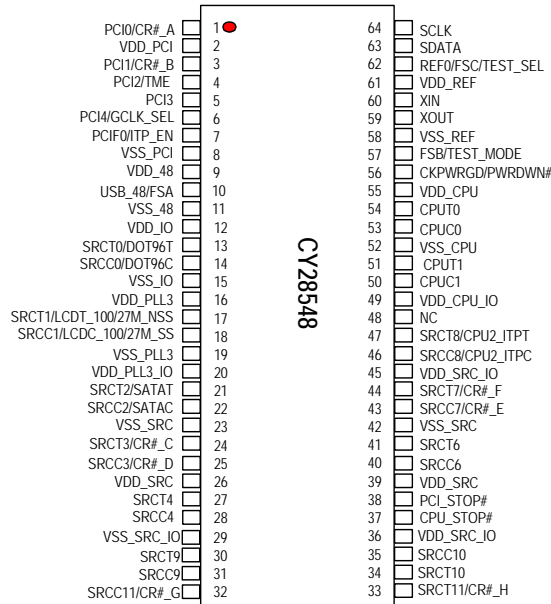 PCI0/CR#_A 1 64 SCLK
VDD_PCI 2 63 SDATA
PCI1/CR#_B 3 62 REF0/FSC/TEST_SEL
PCI2/TME 4 61 VDD_REF
PCI3 5 60 XIN
PCI4/GCLK_SEL 6 59 XOUT
PCIF0/ITP_EN 7 58 VSS_REF
VSS_PCI 8 57 FSB/TEST_MODE
VDD_48 9 56 CKPWRGD/PWRDWN#
USB_48/FSA 10 55 VDD_CPU
VSS_48 11 54 CPUT0
VDD_IO 12 53 CPUC0
SRCT0/DOT96T 13 52 VSS_CPU
SRCC0/DOT96C 14 51 CPUT1
VSS_IO 15 50 CPUC1
VDD_PLL3 16 49 VDD_CPU_IO
SRCT1/LCDT_100/27M_NSS 17 48 NC
SRCC1/LCDC_100/27M_SS 18 47 SRCT8/CPU2_ITPT
VSS_PLL3 19 46 SRCC8/CPU2_ITPC
VDD_PLL3_IO 20 45 VDD_SRC_IO
SRCT2/SATAT 21 44 SRCT7/CR#_F
SRCC2/SATAC 22 43 SRCC7/CR#_E
VSS_SRC 23 42 VSS_SRC
SRCT3/CR#_C 24 41 SRCT6
SRCC3/CR#_D 25 40 SRCC6
VDD_SRC 26 39 VDD_SRC
SRCT4 27 38 PCI_STOP#
SRCC4 28 37 CPU_STOP#
VSS_SRC_IO 29 36 VDD_SRC_IO
SRCT9 30 35 SRCC10
SRCC9 31 34 SRCT10
SRCC11/CR#_G 32 33 SRCT11/CR#_H
CY28548